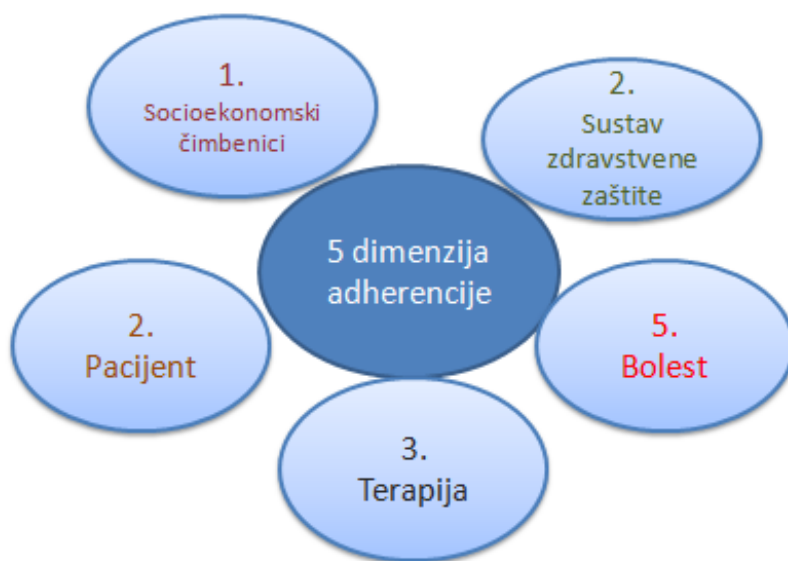 1.
Socioekonomski
čimbenici
2.
Sustav
zdravstvene
zaštite
5 dimenzija
adherencije
2.
Pacijent
5.
Bolest
3.
Terapija